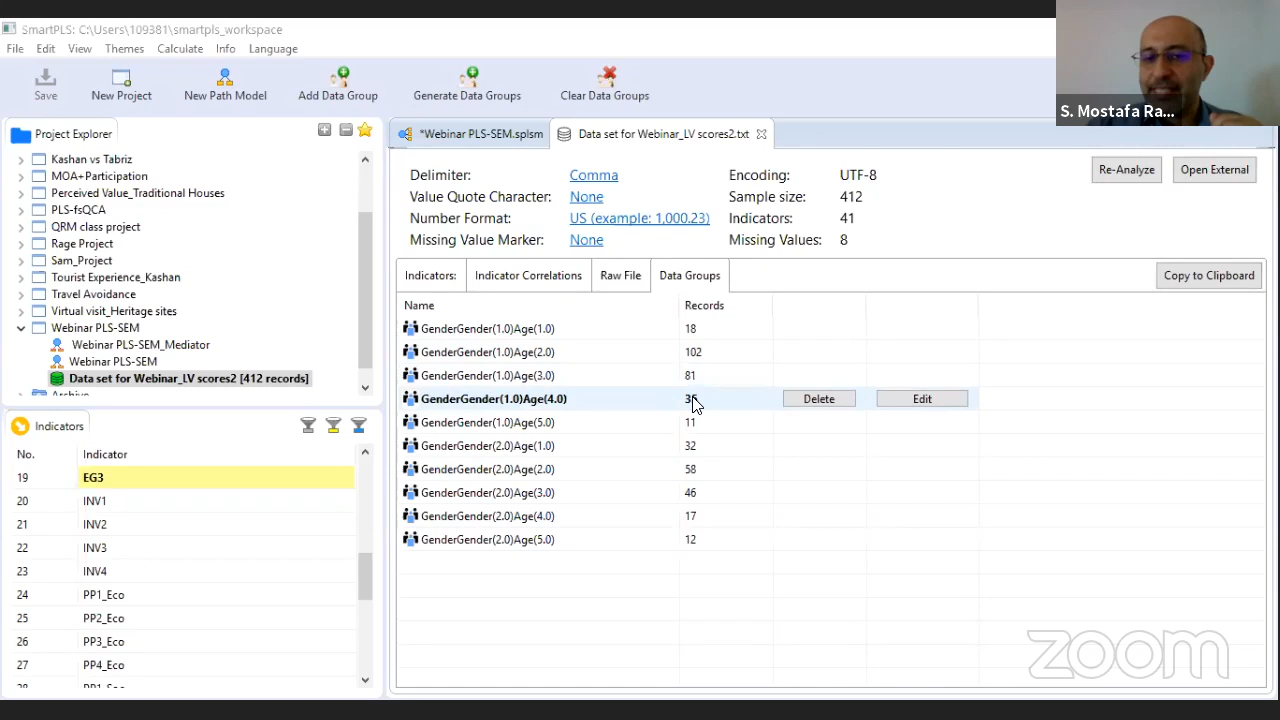 SmartPLS: C:\Users\109381\smartpls_workspace
File Edit View Themes Calculate Info Language
Save New Project New Path Model Add Data Group Generate Data Groups Clear Data Groups
S. Mostafa Ra...
Project Explorer
Kashan vs Tabriz
MOA+Participation
Perceived Value_Traditional Houses
PLS-fsQCA
QRM class project
Rage Project
Sam_Project
Tourist Experience_Kashan
Travel Avoidance
Virtual visit_Heritage sites
Webinar PLS-SEM
Webinar PLS-SEM_Mediator
Webinar PLS-SEM
Data set for Webinar_LV scores2 [412 records]
Archive
Indicators
No. Indicator
19 EG3
20 INV1
21 INV2
22 INV3
23 INV4
24 PP1_Eco
25 PP2_Eco
26 PP3_Eco
27 PP4_Eco
*Webinar PLS-SEM.splsm Data set for Webinar_LV scores2.txt
Delimiter: Comma Encoding: UTF-8
Value Quote Character: None Sample size: 412
Number Format: US (example: 1,000.23) Indicators: 41
Missing Value Marker: None Missing Values: 8
Re-Analyze Open External
Indicators: Indicator Correlations Raw File Data Groups Copy to Clipboard
Name Records
GenderGender(1.0)Age(1.0) 18
GenderGender(1.0)Age(2.0) 102
GenderGender(1.0)Age(3.0) 81
GenderGender(1.0)Age(4.0) Delete Edit
GenderGender(1.0)Age(5.0) 11
GenderGender(2.0)Age(1.0) 32
GenderGender(2.0)Age(2.0) 58
GenderGender(2.0)Age(3.0) 46
GenderGender(2.0)Age(4.0) 17
GenderGender(2.0)Age(5.0) 12
zoom